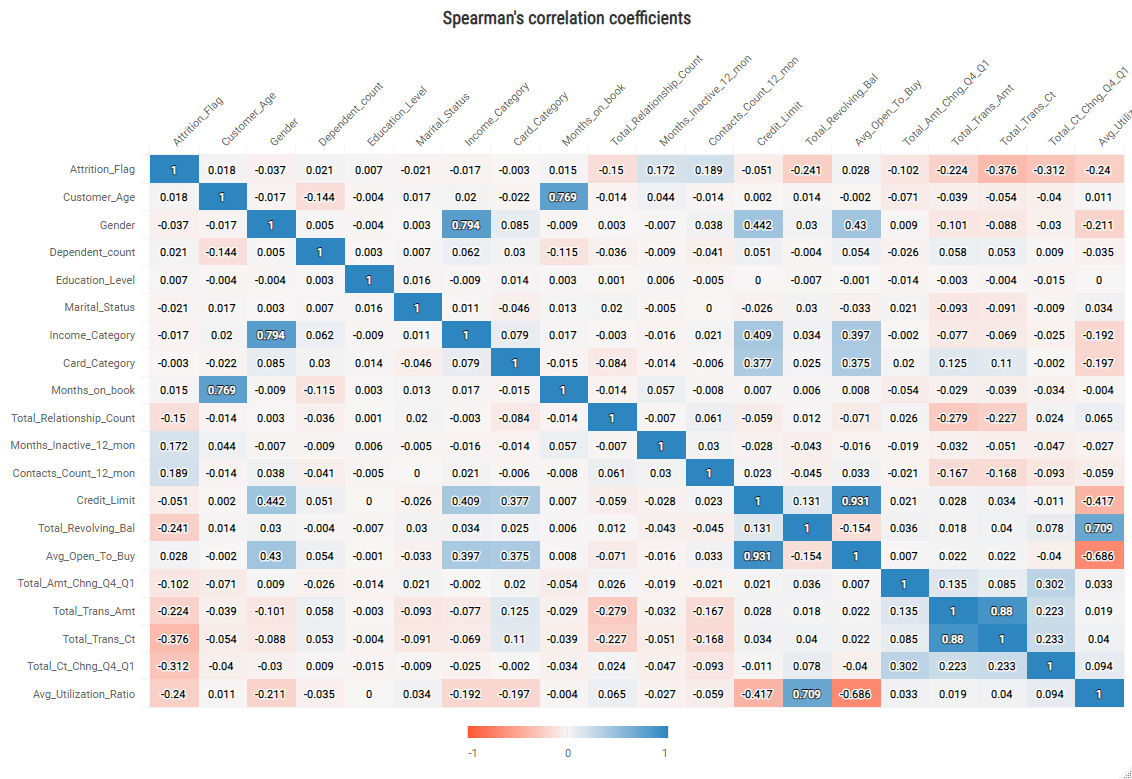 Spearman's correlation coefficients
Attrition_Flag
Customer_Age
Gender
Dependent_count
Education_Level
Marital_Status
Income_Category
Card_Category
Months_on_book
Total_Relationship_Count
Months_Inactive_12_mon
Contacts_Count_12_mon
Credit_Limit
Total_Revolving_Bal
Avg_Open_To_Buy
Total_Amt_Chng_Q4_Q1
Total_Trans_Amt
Total_Trans_Ct
Total_Ct_Chng_Q4_Q1
Avg_Utiliz
Attrition_Flag 1 0.018 -0.037 0.021 0.007 -0.021 -0.017 -0.003 0.015 -0.15 0.172 0.189 -0.051 -0.241 0.028 -0.102 -0.224 -0.376 -0.312 -0.24
Customer_Age 0.018 1 -0.017 -0.144 -0.004 0.017 0.02 -0.022 0.769 -0.014 0.044 -0.014 0.002 0.014 -0.002 -0.071 -0.039 -0.054 -0.04 0.011
Gender -0.037 -0.017 1 0.005 -0.004 0.003 0.794 0.085 -0.009 0.003 -0.007 0.038 0.442 0.03 0.43 0.009 -0.101 -0.088 -0.03 -0.211
Dependent_count 0.021 -0.144 0.005 1 0.003 0.007 0.062 0.03 -0.115 -0.036 -0.009 -0.041 0.051 -0.004 0.054 -0.026 0.058 0.053 0.009 -0.035
Education_Level 0.007 -0.004 -0.004 0.003 1 0.016 -0.009 0.014 0.003 0.001 0.006 -0.005 0 -0.007 -0.001 -0.014 -0.003 -0.004 -0.015 0
Marital_Status -0.021 0.017 0.003 0.007 0.016 1 0.011 -0.046 0.013 0.02 -0.005 0 -0.026 0.03 -0.033 0.021 -0.093 -0.091 -0.009 0.034
Income_Category -0.017 0.02 0.794 0.062 -0.009 0.011 1 0.079 0.017 -0.003 -0.016 0.021 0.409 0.034 0.397 -0.002 -0.077 -0.069 -0.025 -0.192
Card_Category -0.003 -0.022 0.085 0.03 0.014 -0.046 0.079 1 -0.015 -0.084 -0.014 -0.006 0.377 0.025 0.375 0.02 0.125 0.11 -0.002 -0.197
Months_on_book 0.015 0.769 -0.009 -0.115 0.003 0.013 0.017 -0.015 1 -0.014 0.057 -0.008 0.007 0.006 0.008 -0.054 -0.029 -0.039 -0.034 -0.004
Total_Relationship_Count -0.15 -0.014 0.003 -0.036 0.001 0.02 -0.003 -0.084 -0.014 1 -0.007 0.061 -0.059 0.012 -0.071 0.026 -0.279 -0.227 0.024 0.065
Months_Inactive_12_mon 0.172 0.044 -0.007 -0.009 0.006 -0.005 -0.016 -0.014 0.057 -0.007 1 0.03 -0.028 -0.043 -0.016 -0.019 -0.032 -0.051 -0.047 -0.027
Contacts_Count_12_mon 0.189 -0.014 0.038 -0.041 -0.005 0 0.021 -0.006 -0.008 0.061 0.03 1 0.023 -0.045 0.033 -0.021 -0.167 -0.168 -0.093 -0.059
Credit_Limit -0.051 0.002 0.442 0.051 0 -0.026 0.409 0.377 0.007 -0.059 -0.028 0.023 1 0.131 0.931 0.021 0.028 0.034 -0.011 -0.417
Total_Revolving_Bal -0.241 0.014 0.03 -0.004 -0.007 0.03 0.034 0.025 0.006 0.012 -0.043 -0.045 0.131 1 -0.154 0.036 0.018 0.04 0.078 0.709
Avg_Open_To_Buy 0.028 -0.002 0.43 0.054 -0.001 -0.033 0.397 0.375 0.008 -0.071 -0.016 0.033 0.931 -0.154 1 0.007 0.022 0.022 -0.04 -0.686
Total_Amt_Chng_Q4_Q1 -0.102 -0.071 0.009 -0.026 -0.014 0.021 -0.002 0.02 -0.054 0.026 -0.019 -0.021 0.021 0.036 0.007 1 0.135 0.085 0.302 0.033
Total_Trans_Amt -0.224 -0.039 -0.101 0.058 -0.003 -0.093 -0.077 0.125 -0.029 -0.279 -0.032 -0.167 0.028 0.018 0.022 0.135 1 0.88 0.223 0.019
Total_Trans_Ct -0.376 -0.054 -0.088 0.053 -0.004 -0.091 -0.069 0.11 -0.039 -0.227 -0.051 -0.168 0.034 0.04 0.022 0.085 0.88 1 0.233 0.04
Total_Ct_Chng_Q4_Q1 -0.312 -0.04 -0.03 0.009 -0.015 -0.009 -0.025 -0.002 -0.034 0.024 -0.047 -0.093 -0.011 0.078 -0.04 0.302 0.223 0.233 1 0.094
Avg_Utilization_Ratio -0.24 0.011 -0.211 -0.035 0 0.034 -0.192 -0.197 -0.004 0.065 -0.027 -0.059 -0.417 0.709 -0.686 0.033 0.019 0.04 0.094 1
-1 0 1